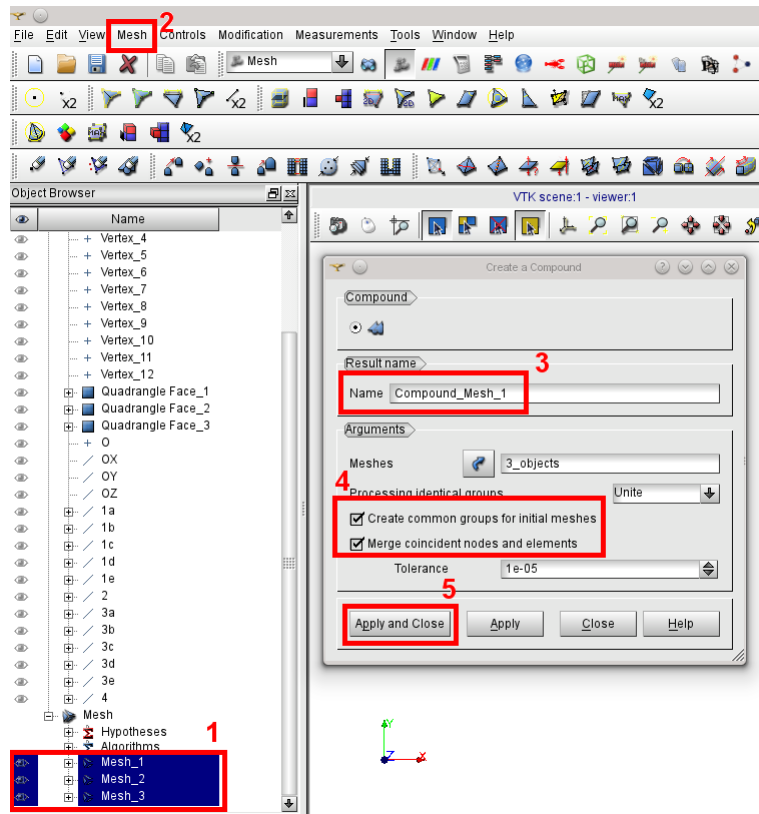 2
File Edit View Mesh Controls Modification Measurements Tools Window Help
Mesh
x2 x2 x2
x2
Object Browser
VTK scene:1 - viewer:1
Name
Vertex_4
Vertex_5
Vertex_6
Vertex_7
Vertex_8
Vertex_9
Vertex_10
Vertex_11
Vertex_12
Quadrangle Face_1
Quadrangle Face_2
Quadrangle Face_3
O
OX
OY
OZ
1a
1b
1c
1d
1e
2
3a
3b
3c
3d
3e
4
Mesh
Hypotheses
1
Algorithms
Mesh_1
Mesh_2
Mesh_3
Create a Compound
Compound
Result name
3
Name Compound_Mesh_1
Arguments
Meshes 3_objects
4
Processing identical groups Unite
Create common groups for initial meshes
Merge coincident nodes and elements
Tolerance 1e-05
5
Apply and Close Apply Close Help
Y
Z X